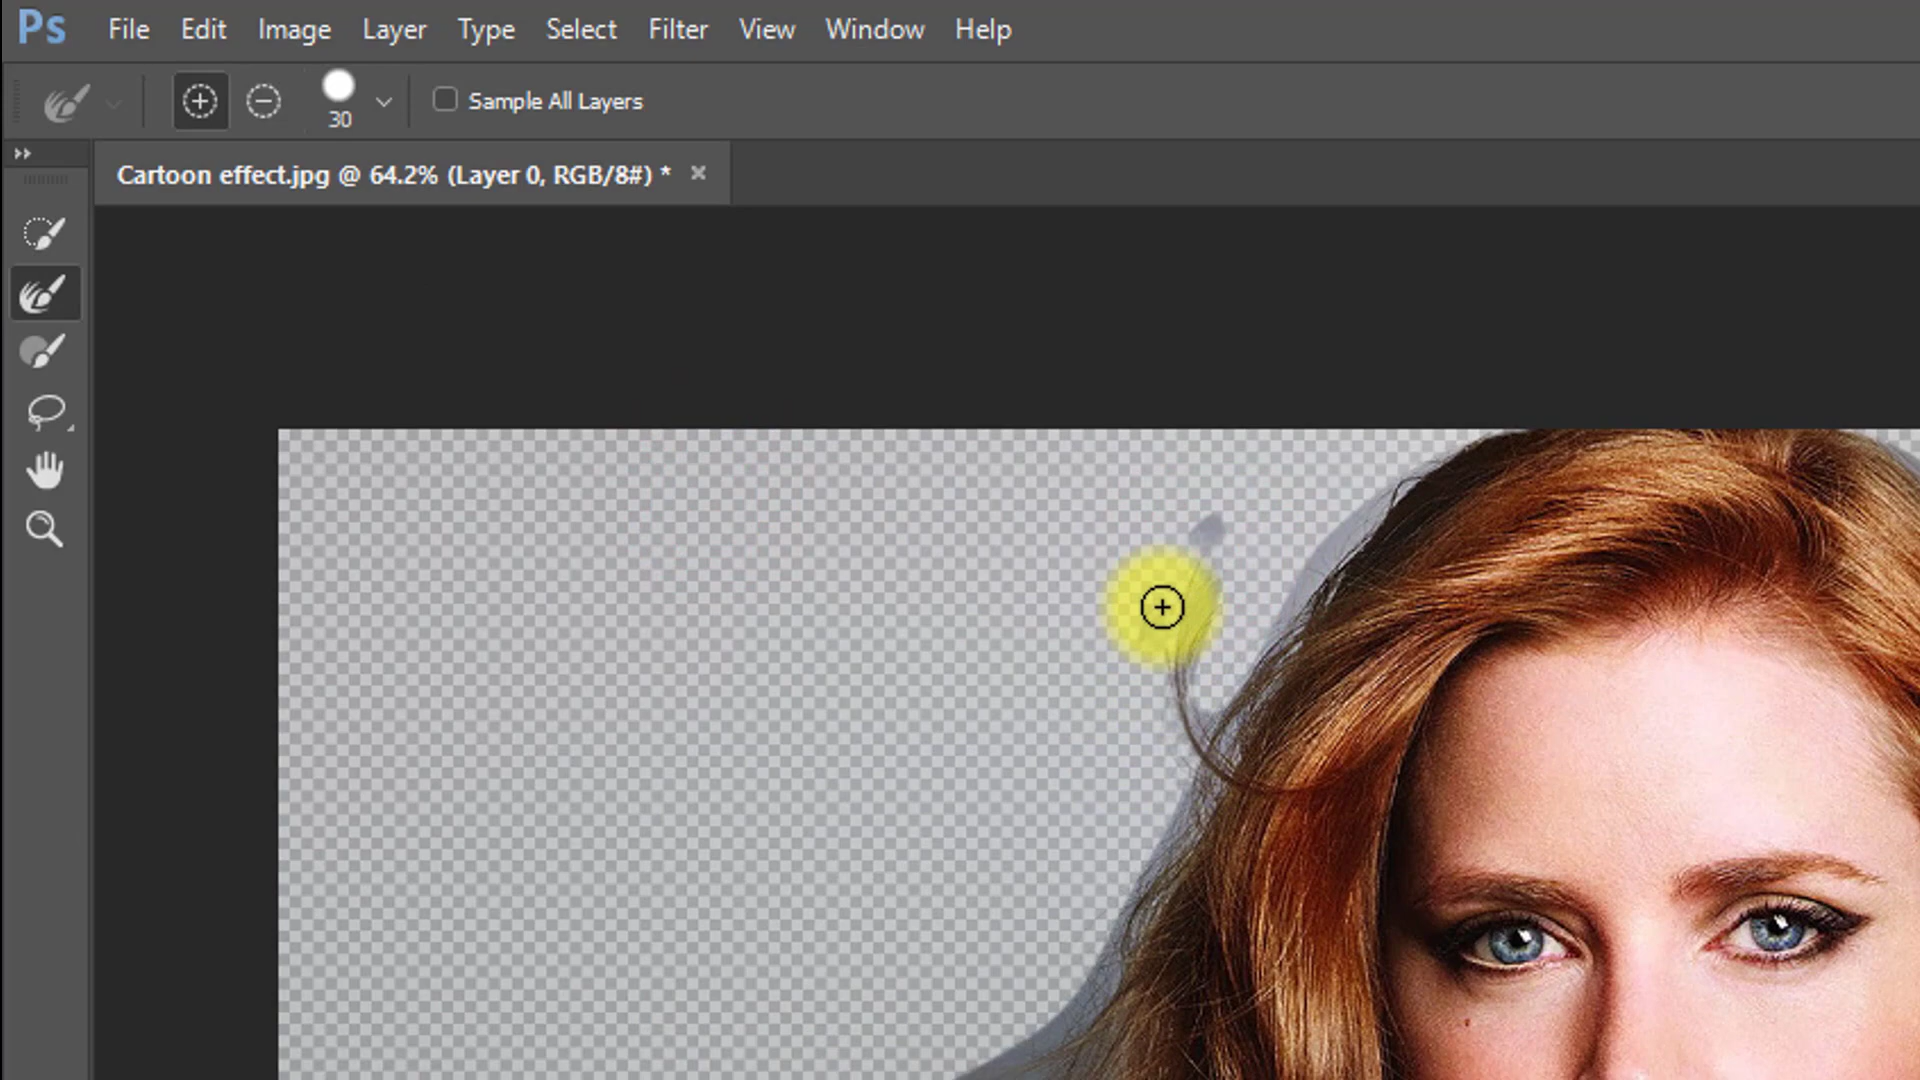 Ps File Edit Image Layer Type Select Filter View Window Help
30 Sample All Layers
Cartoon effect.jpg @ 64.2% (Layer 0, RGB/8#) *